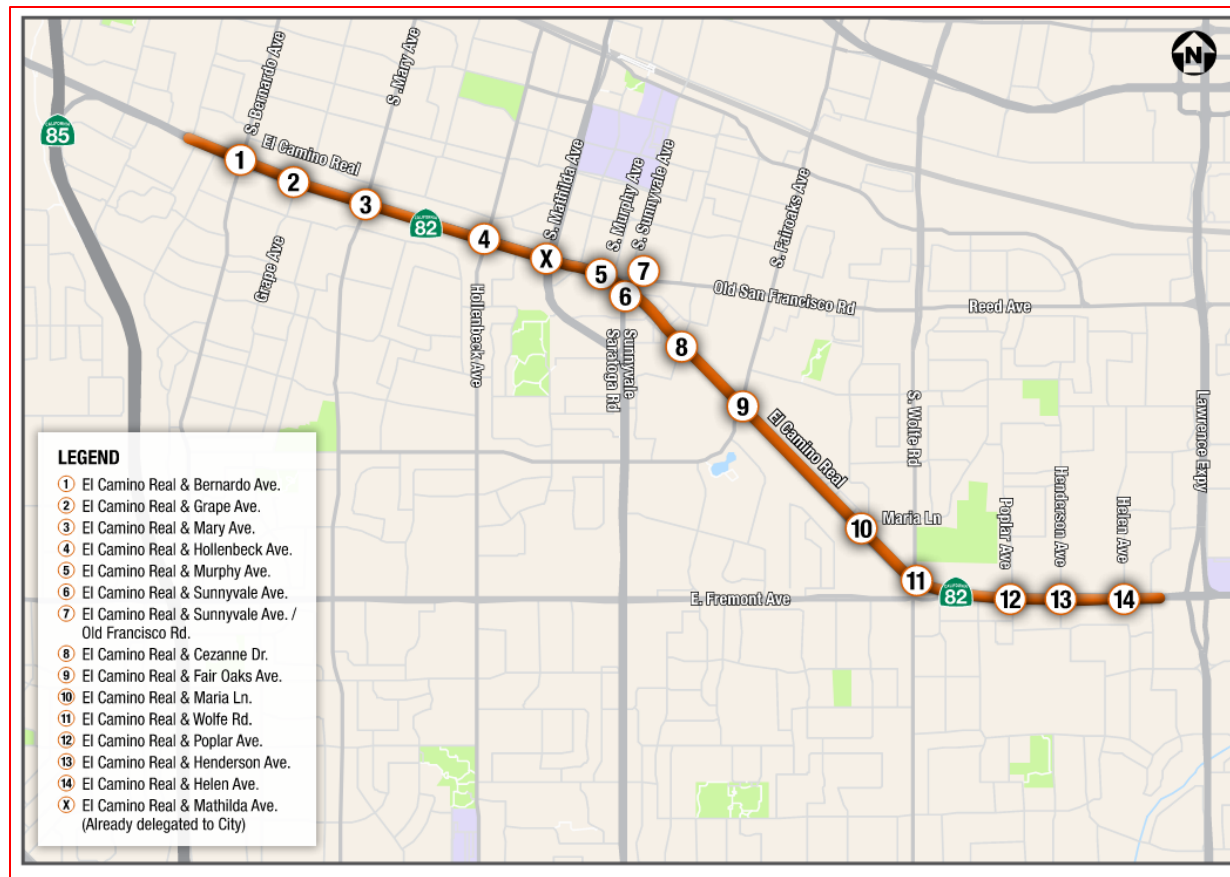 N
CALIFORNIA
85
S. Bernardo Ave
S .Mary Ave
El Camino Real
1
2
3
CALIFORNIA
82
4
X
S. Mathilda Ave
S. Murphy Ave
S. Sunnyvale Ave
5
6
7
S. Fairoaks Ave
Old San Francisco Rd
Reed Ave
Grape Ave
Hollenbeck Ave
Sunnyvale
Saratoga Rd
8
9
El Camino Real
S. Wolfe Rd
Lawrence Expy
10
Maria Ln
11
CALIFORNIA
82
Poplar Ave
Henderson Ave
Helen Ave
12
13
14
E. Fremont Ave
LEGEND
1 El Camino Real & Bernardo Ave.
2 El Camino Real & Grape Ave.
3 El Camino Real & Mary Ave.
4 El Camino Real & Hollenbeck Ave.
5 El Camino Real & Murphy Ave.
6 El Camino Real & Sunnyvale Ave.
7 El Camino Real & Sunnyvale Ave. /
Old Francisco Rd.
8 El Camino Real & Cezanne Dr.
9 El Camino Real & Fair Oaks Ave.
10 El Camino Real & Maria Ln.
11 El Camino Real & Wolfe Rd.
12 El Camino Real & Poplar Ave.
13 El Camino Real & Henderson Ave.
14 El Camino Real & Helen Ave.
X El Camino Real & Mathilda Ave.
(Already delegated to City)